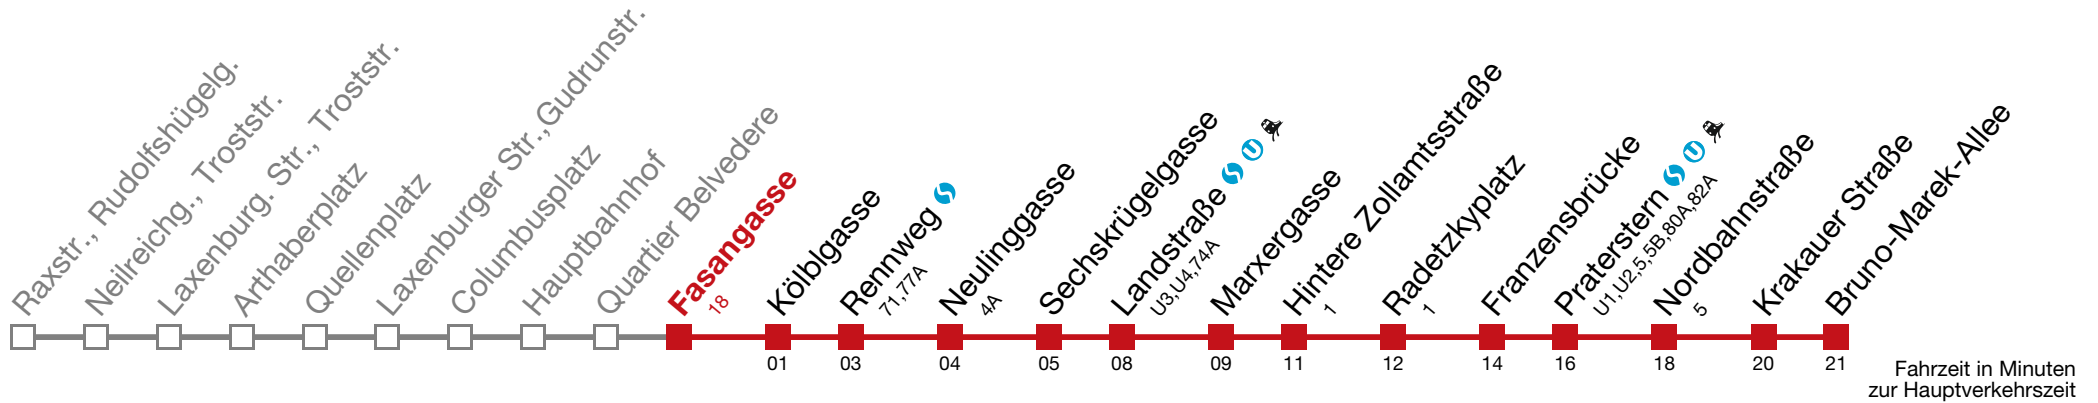 Raxstr., Rudolfshügelg.
Neilreichg., Troststr.
Laxenburg. Str., Troststr.
Arthaberplatz
Quellenplatz
Laxenburger Str.,Gudrunstr.
Columbusplatz
Hauptbahnhof
Quartier Belvedere
Fasangasse
18
Kölblgasse
Rennweg S
71,77A
Neulinggasse
4A
Sechskrügelgasse
Landstraße S U
U3,U4,74A
Marxergasse
Hintere Zollamtsstraße
1
Radetzkyplatz
1
Franzensbrücke
Praterstern S U
U1,U2,5,5B,80A,82A
Nordbahnstraße
5
Krakauer Straße
Bruno-Marek-Allee
01 03 04 05 08 09 11 12 14 16 18 20 21
Fahrzeit in Minuten
zur Hauptverkehrszeit